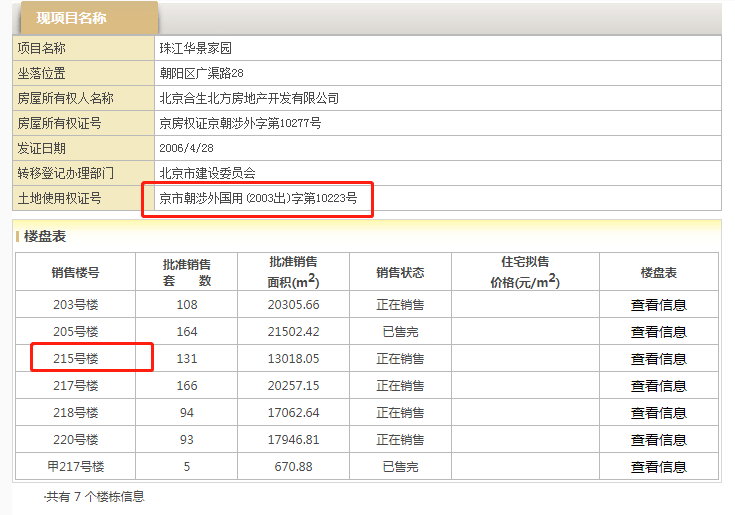 现项目名称
项目名称 珠江华景家园
坐落位置 朝阳区广渠路28
房屋所有权人名称 北京合生北方房地产开发有限公司
房屋所有权证号 京房权证京朝涉外字第10277号
发证日期 2006/4/28
转移登记办理部门 北京市建设委员会
土地使用权证号 京市朝涉外国用(2003出)字第10223号
楼盘表
销售楼号 批准销售套 数 批准销售面积(m2) 销售状态 住宅拟售价格(元/m2) 楼盘表
203号楼 108 20305.66 正在销售 查看信息
205号楼 164 21502.42 已售完 查看信息
215号楼 131 13018.05 正在销售 查看信息
217号楼 166 20257.15 正在销售 查看信息
218号楼 94 17062.64 正在销售 查看信息
220号楼 93 17946.81 正在销售 查看信息
甲217号楼 5 670.88 已售完 查看信息
·共有 7 个楼栋信息